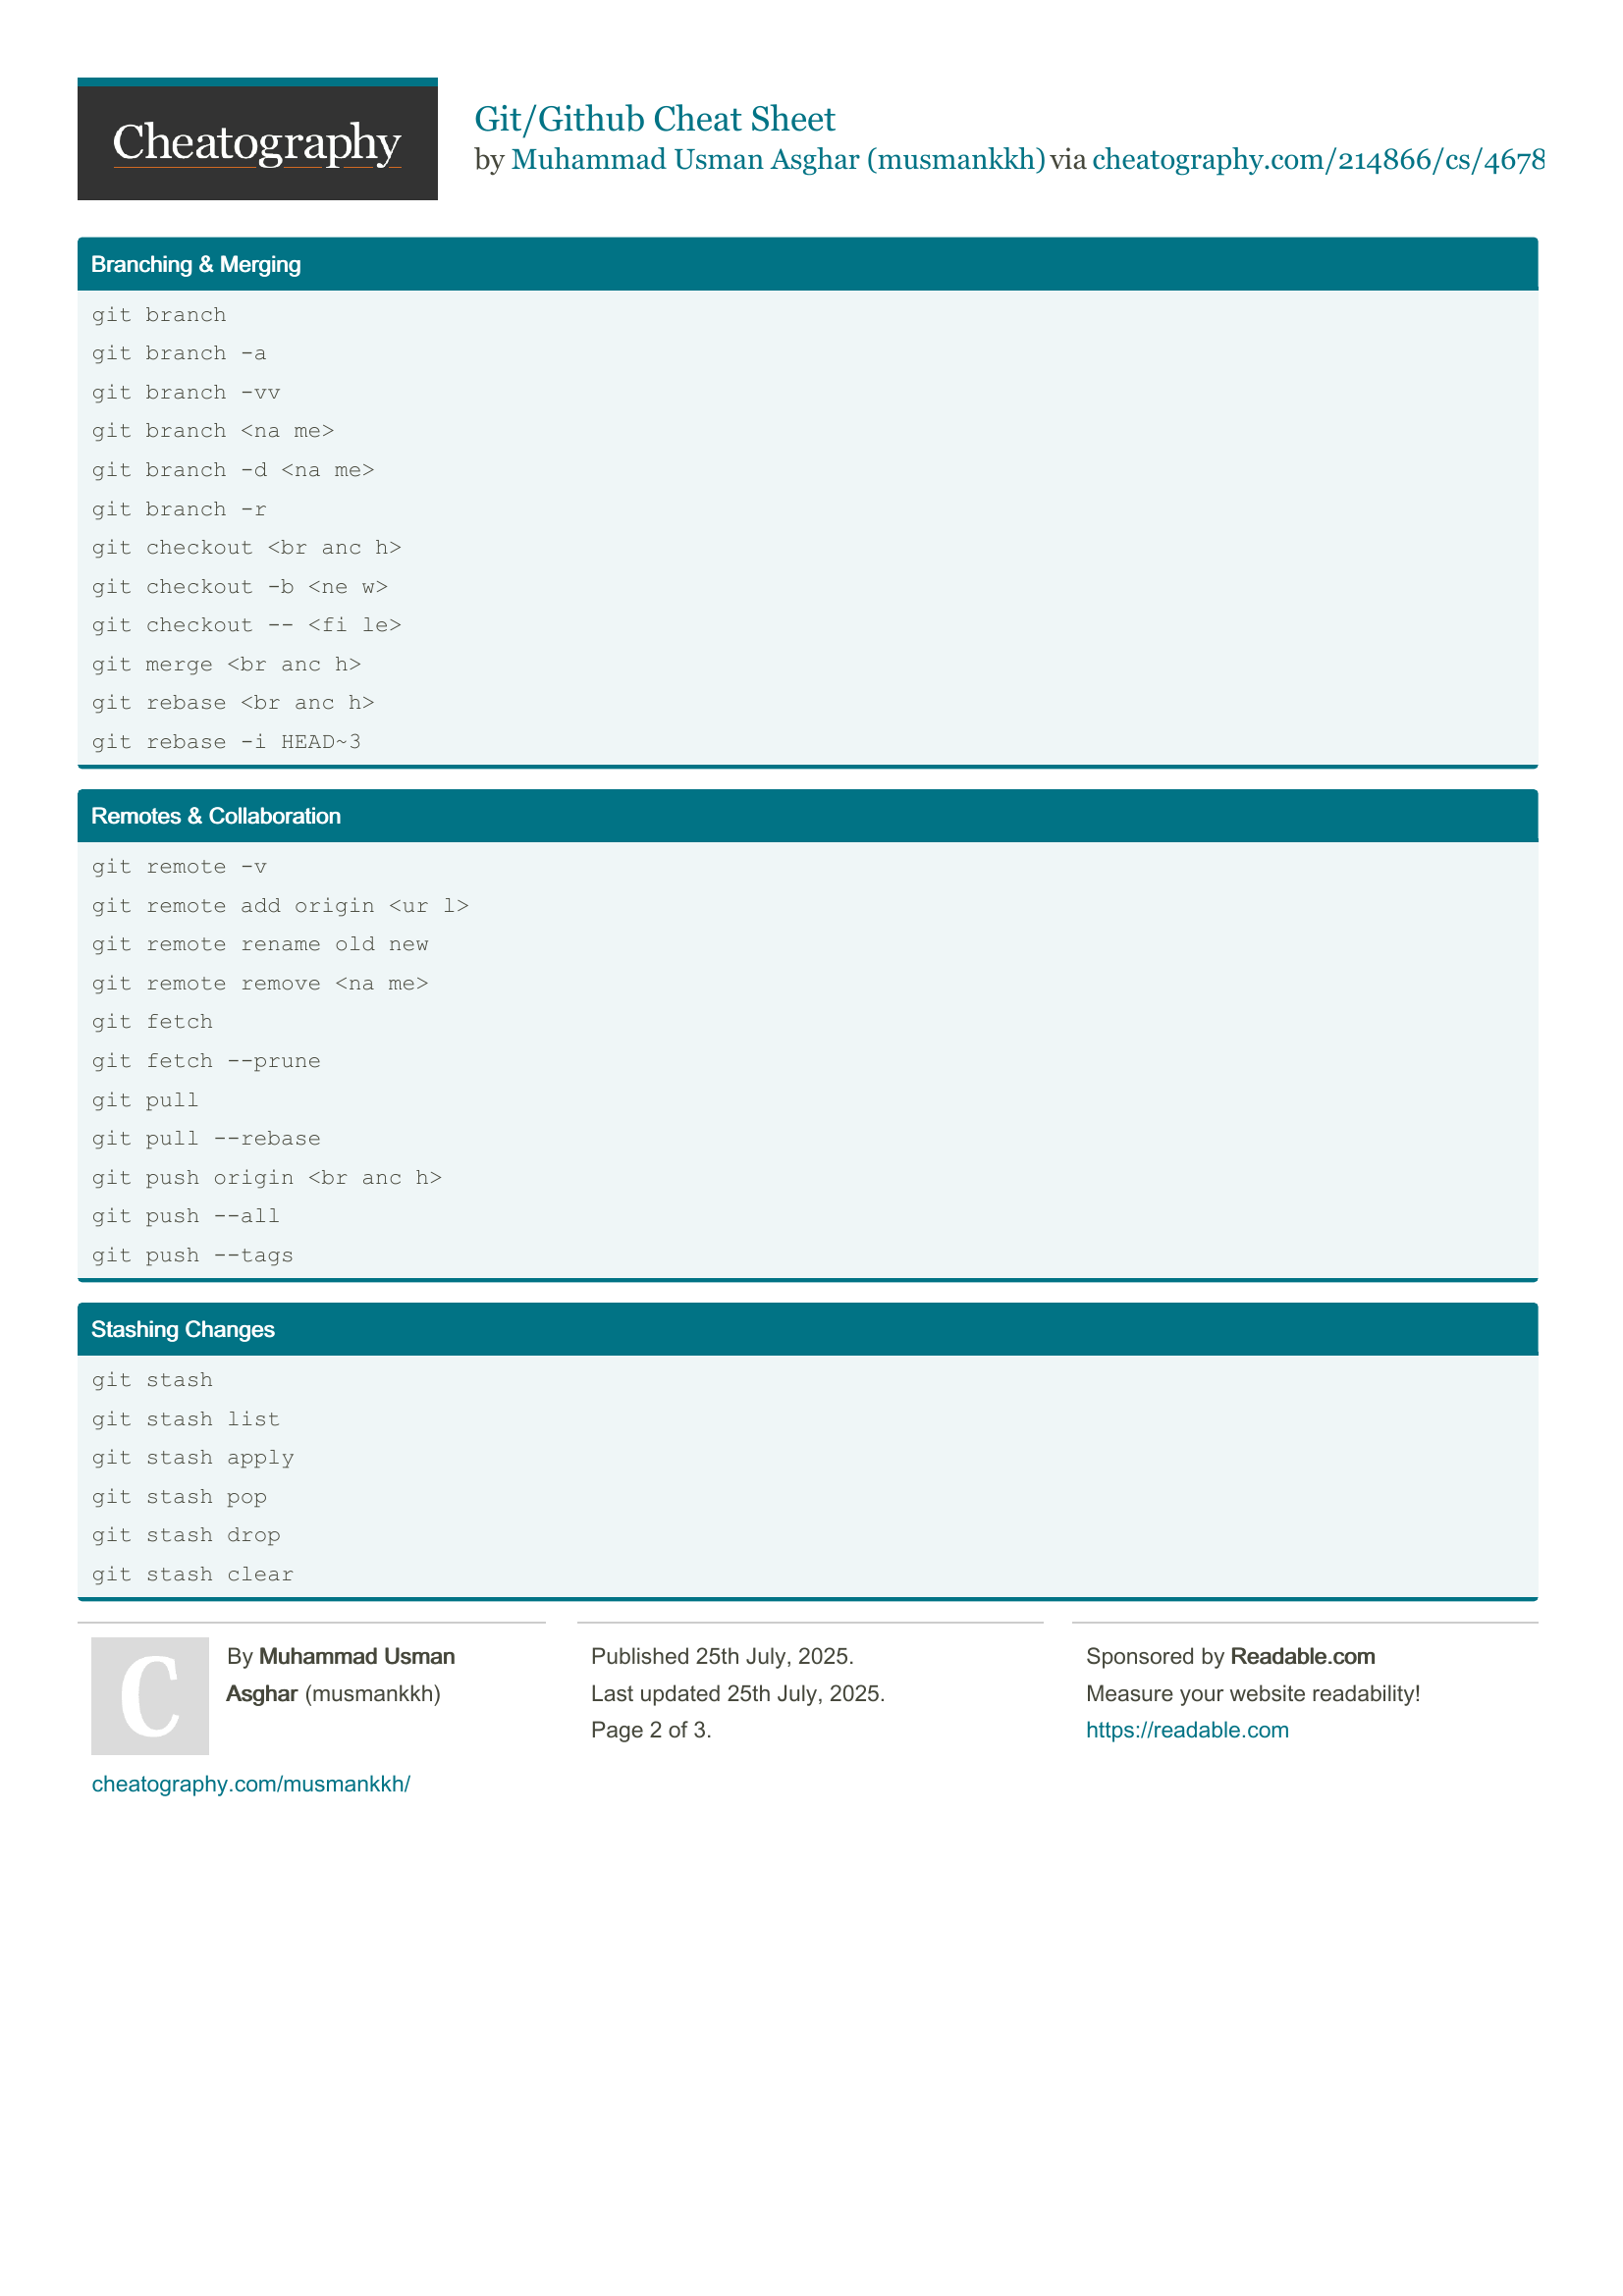 Cheatography
Git/Github Cheat Sheet
by Muhammad Usman Asghar (musmankkh) via cheatography.com/214866/cs/4678
Branching & Merging
git branch
git branch -a
git branch -vv
git branch <na me>
git branch -d <na me>
git branch -r
git checkout <br anc h>
git checkout -b <ne w>
git checkout -- <fi le>
git merge <br anc h>
git rebase <br anc h>
git rebase -i HEAD~3
Remotes & Collaboration
git remote -v
git remote add origin <ur l>
git remote rename old new
git remote remove <na me>
git fetch
git fetch --prune
git pull
git pull --rebase
git push origin <br anc h>
git push --all
git push --tags
Stashing Changes
git stash
git stash list
git stash apply
git stash pop
git stash drop
git stash clear
C
By Muhammad Usman
Asghar (musmankkh)
cheatography.com/musmankkh/
Published 25th July, 2025.
Last updated 25th July, 2025.
Page 2 of 3.
Sponsored by Readable.com
Measure your website readability!
https://readable.com